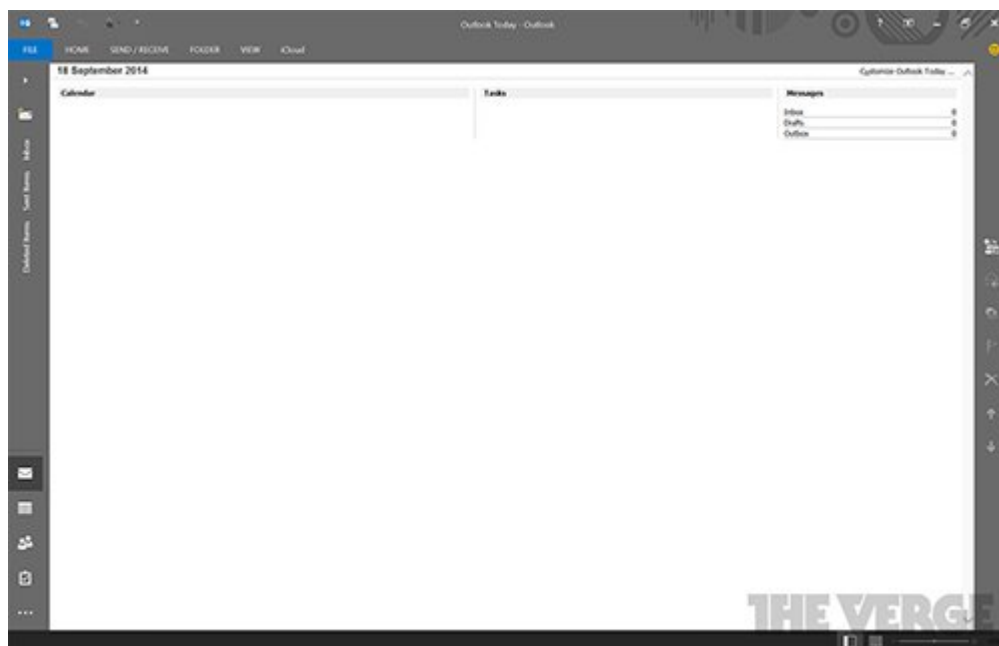 Outlook Today - Outlook
?
FILE HOME SEND / RECEIVE FOLDER VIEW iCloud
18 September 2014
Customize Outlook Today ...
Calendar
Tasks
Messages
Inbox 0
Drafts 0
Outbox 0
Inbox
Sent Items
Deleted Items
THE VERGE